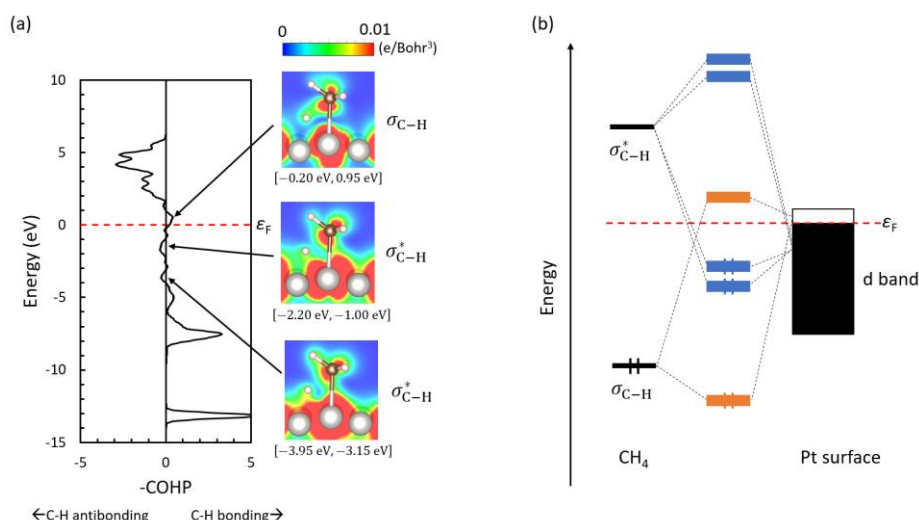 (a)
0
0.01
(e/Bohr³)
10
5
0
-5
-10
-15
Energy (eV)
-5
0
5
-COHP
←C-H antibonding
C-H bonding→
εF
σC−H
[−0.20 eV, 0.95 eV]
σ*C−H
[−2.20 eV, −1.00 eV]
σ*C−H
[−3.95 eV, −3.15 eV]
(b)
Energy
σ*C−H
σC−H
εF
d band
CH₄
Pt surface